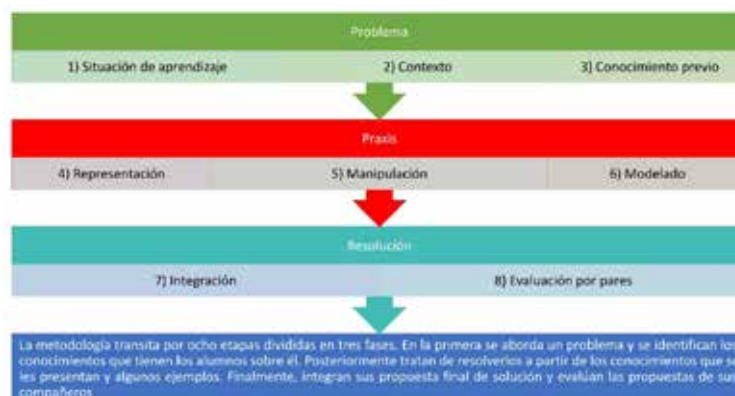 Problema
1) Situación de aprendizaje 2) Contexto 3) Conocimiento previo
Praxis
4) Representación 5) Manipulación 6) Modelado
Resolución
7) Integración 8) Evaluación por pares
La metodología transita por ocho etapas divididas en tres fases. En la primera se aborda un problema y se identifican los
conocimientos que tienen los alumnos sobre él. Posteriormente tratan de resolverlos a partir de los conocimientos que se
les presentan y algunos ejemplos. Finalmente, integran sus propuesta final de solución y evalúan las propuestas de sus
compañeros